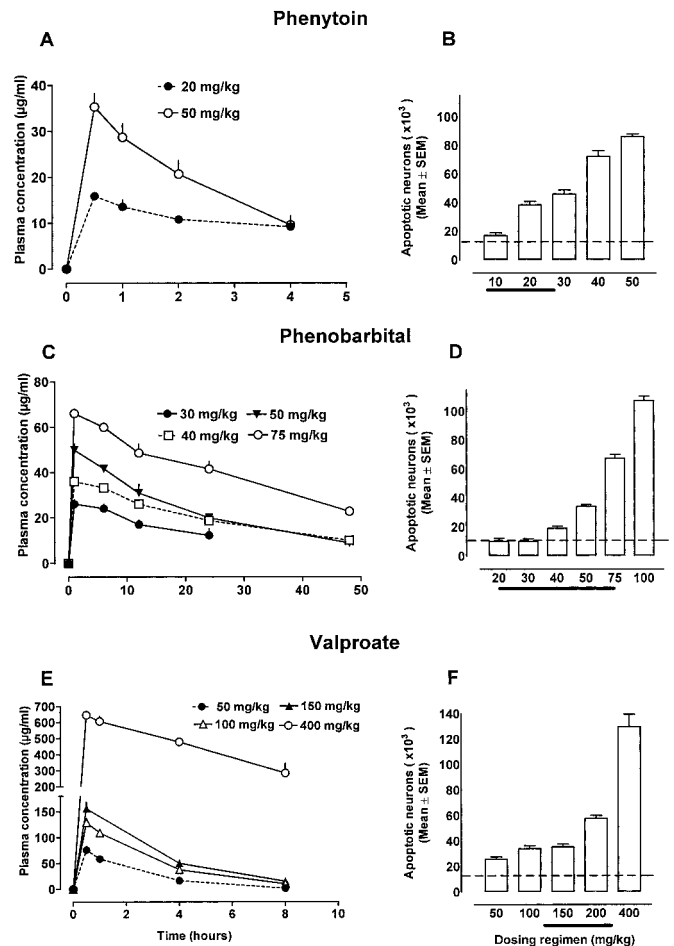 Phenytoin
A
Plasma concentration (μg/ml)
40
30
20
10
0
20 mg/kg
50 mg/kg
0 1 2 3 4 5
B
Apoptotic neurons ( x10³)
(Mean ± SEM)
100
80
60
40
20
0
10 20 30 40 50
Phenobarbital
C
Plasma concentration (μg/ml)
80
60
40
20
0
30 mg/kg 50 mg/kg
40 mg/kg 75 mg/kg
0 10 20 30 40 50
D
Apoptotic neurons ( x10³)
(Mean ± SEM)
100
80
60
40
20
0
20 30 40 50 75 100
Valproate
E
Plasma concentration (μg/ml)
700
600
500
400
300
200
150
100
50
0
50 mg/kg 150 mg/kg
100 mg/kg 400 mg/kg
0 2 4 6 8 10
Time (hours)
F
Apoptotic neurons ( x10³)
(Mean ± SEM)
140
120
100
80
60
40
20
0
50 100 150 200 400
Dosing regimen (mg/kg)